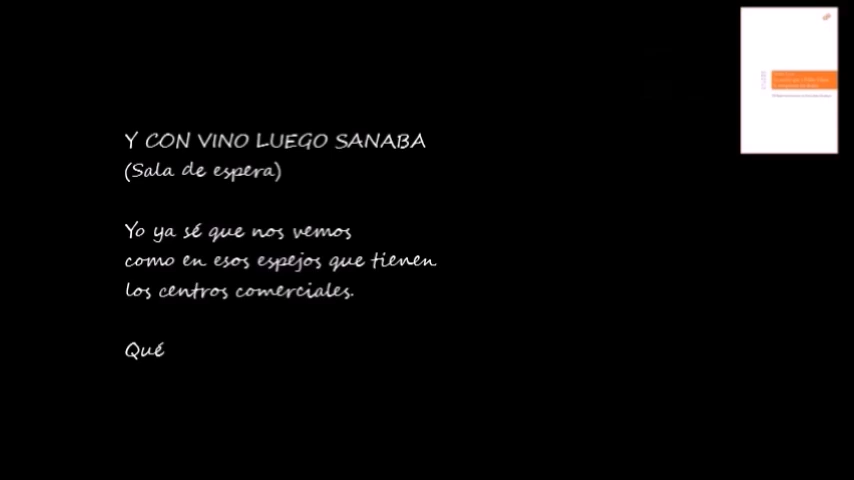 Y CON VINO LUEGO SANABA
(Sala de espera)
Yo ya sé que nos vemos
como en esos espejos que tienen
los centros comerciales.
Qué